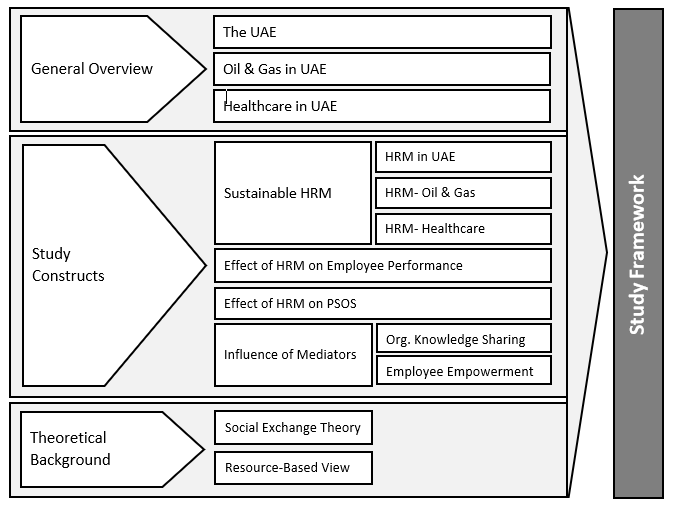 General Overview
The UAE
Oil & Gas in UAE
Healthcare in UAE
Study
Constructs
Sustainable HRM
HRM in UAE
HRM- Oil & Gas
HRM- Healthcare
Effect of HRM on Employee Performance
Effect of HRM on PSOS
Influence of Mediators
Org. Knowledge Sharing
Employee Empowerment
Theoretical
Background
Social Exchange Theory
Resource-Based View
Study Framework